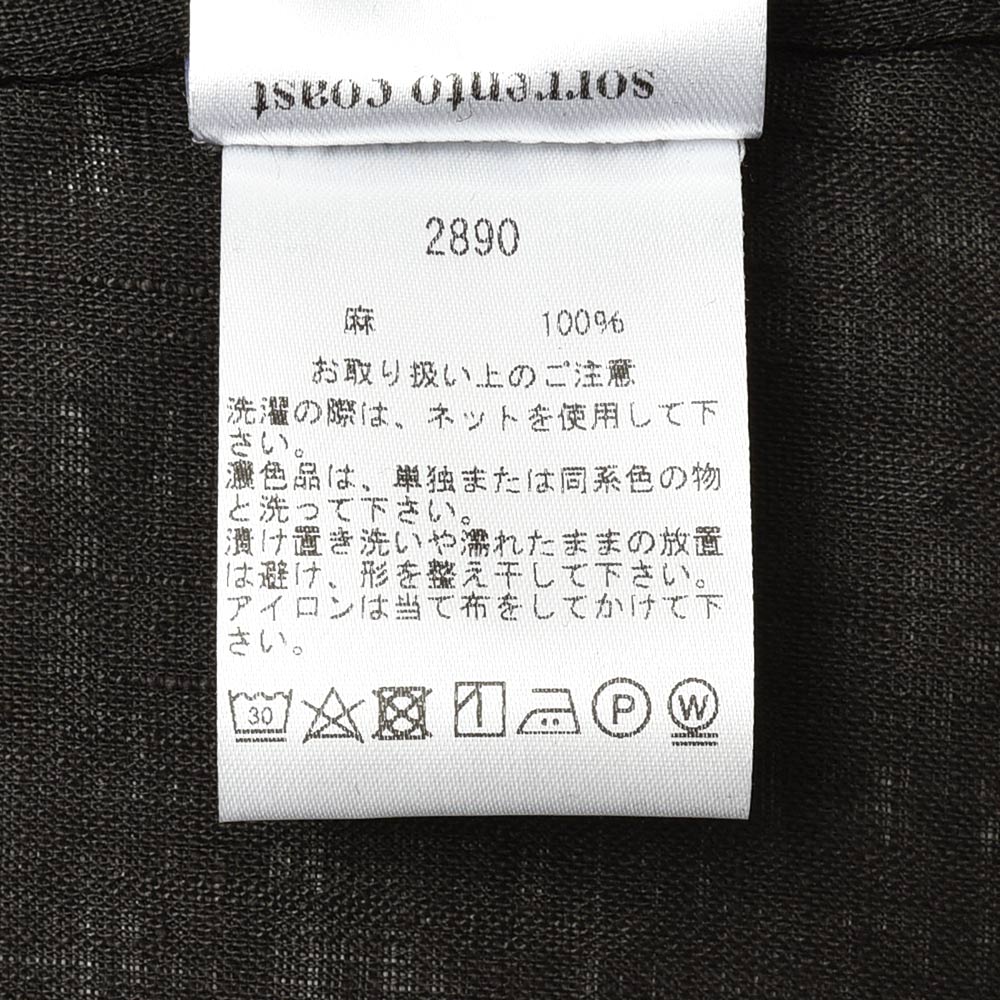 sorrento coast
2890
麻 100%
お取り扱い上のご注意
洗濯の際は、ネットを使用して下
さい。
濃色品は、単独または同系色の物
と洗って下さい。
漬け置き洗いや濡れたままの放置
は避け、形を整え干して下さい。
アイロンは当て布をしてかけて下
さい。
30 P W